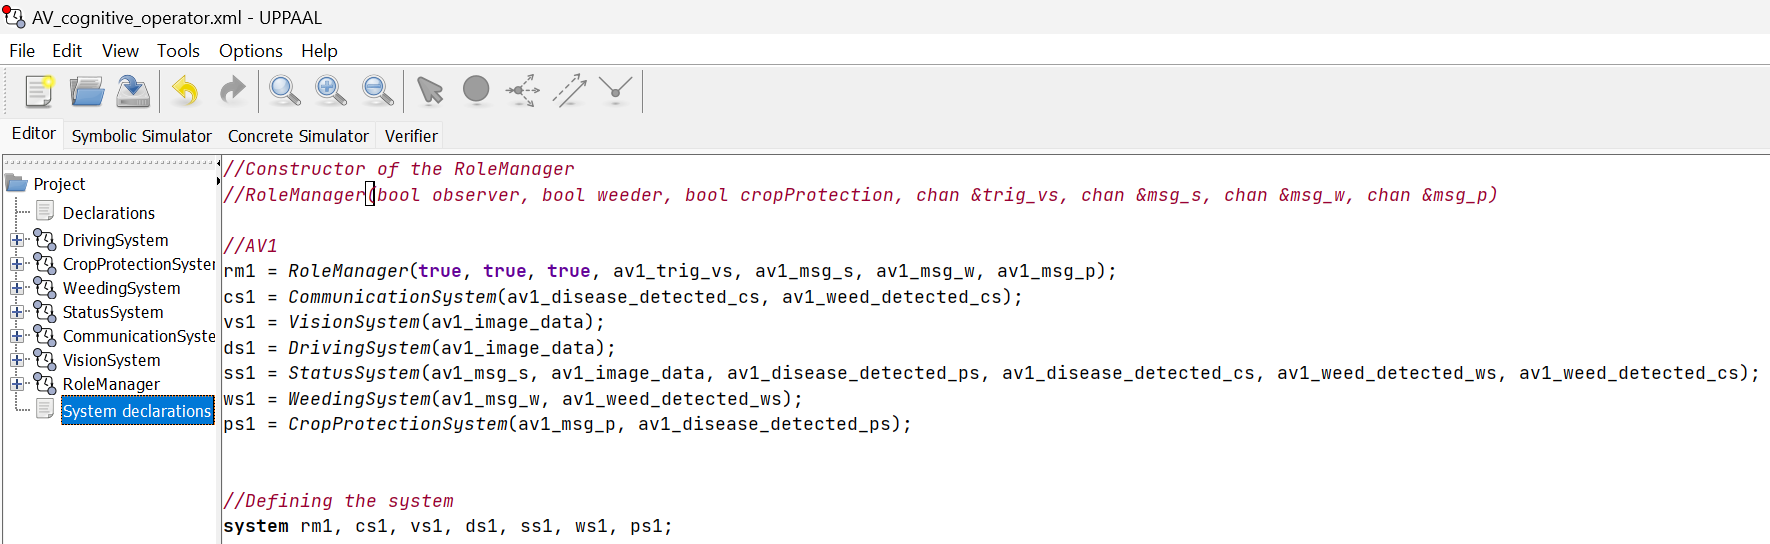 AV_cognitive_operator.xml - UPPAAL
File Edit View Tools Options Help
Editor Symbolic Simulator Concrete Simulator Verifier
Project
Declarations
DrivingSystem
CropProtectionSyster
WeedingSystem
StatusSystem
CommunicationSyste
VisionSystem
RoleManager
System declarations
//Constructor of the RoleManager
//RoleManager(bool observer, bool weeder, bool cropProtection, chan &trig_vs, chan &msg_s, chan &msg_w, chan &msg_p)
//AV1
rm1 = RoleManager(true, true, true, av1_trig_vs, av1_msg_s, av1_msg_w, av1_msg_p);
cs1 = CommunicationSystem(av1_disease_detected_cs, av1_weed_detected_cs);
vs1 = VisionSystem(av1_image_data);
ds1 = DrivingSystem(av1_image_data);
ss1 = StatusSystem(av1_msg_s, av1_image_data, av1_disease_detected_ps, av1_disease_detected_cs, av1_weed_detected_ws, av1_weed_detected_cs);
ws1 = WeedingSystem(av1_msg_w, av1_weed_detected_ws);
ps1 = CropProtectionSystem(av1_msg_p, av1_disease_detected_ps);
//Defining the system
system rm1, cs1, vs1, ds1, ss1, ws1, ps1;